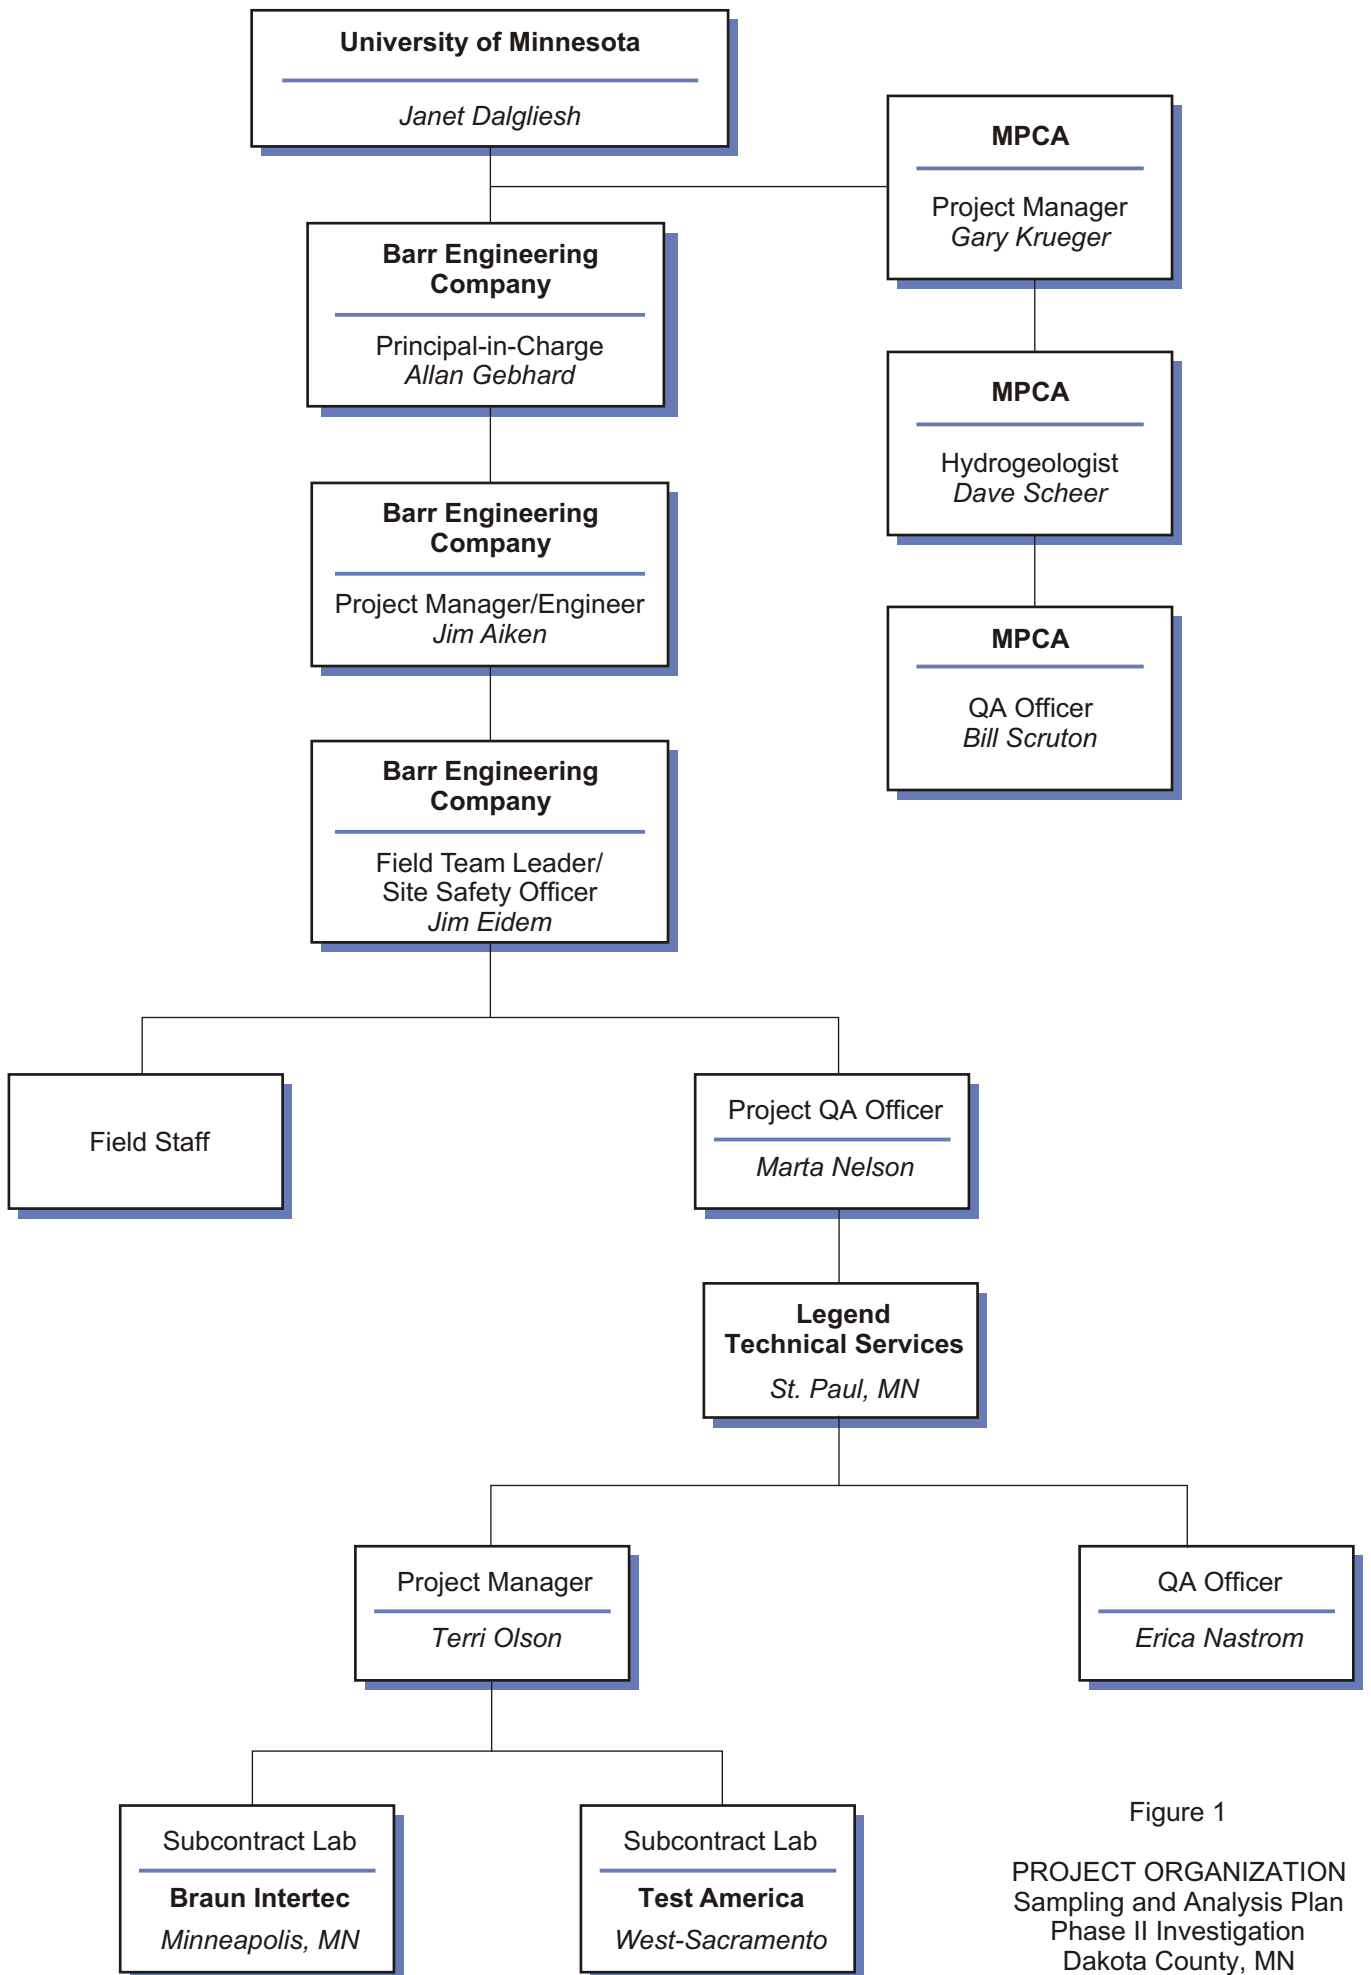 University of Minnesota
Janet Dalgliesh
MPCA
Project Manager
Gary Krueger
Barr Engineering
Company
Principal-in-Charge
Allan Gebhard
MPCA
Hydrogeologist
Dave Scheer
Barr Engineering
Company
Project Manager/Engineer
Jim Aiken
MPCA
QA Officer
Bill Scruton
Barr Engineering
Company
Field Team Leader/
Site Safety Officer
Jim Eidem
Field Staff
Project QA Officer
Marta Nelson
Legend
Technical Services
St. Paul, MN
Project Manager
Terri Olson
QA Officer
Erica Nastrom
Subcontract Lab
Braun Intertec
Minneapolis, MN
Subcontract Lab
Test America
West-Sacramento
Figure 1
PROJECT ORGANIZATION
Sampling and Analysis Plan
Phase II Investigation
Dakota County, MN